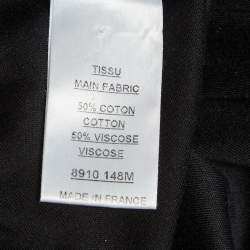 TISSU
MAIN FABRIC
50% COTON
COTTON
50% VISCOSE
VISCOSE
8910 148M
MADE IN FRANCE